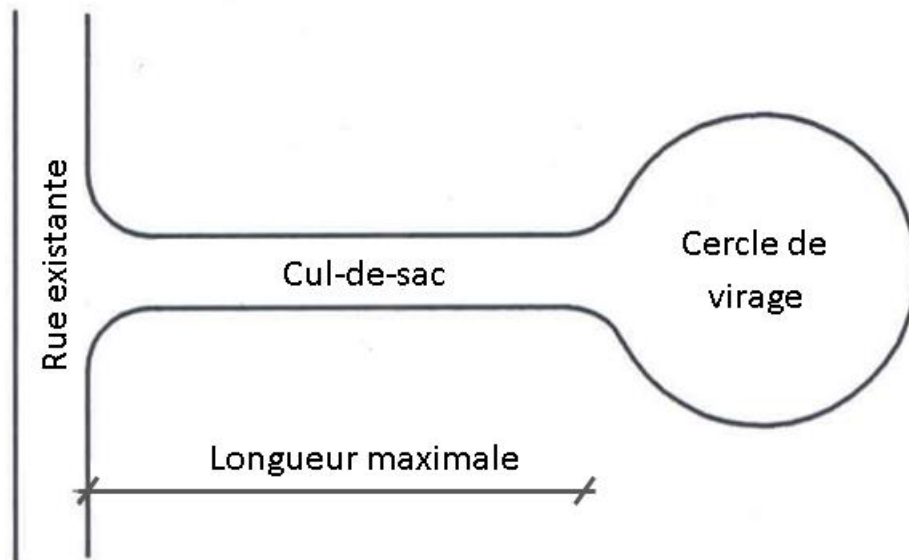 Rue existante
Cul-de-sac
Cercle de
virage
Longueur maximale